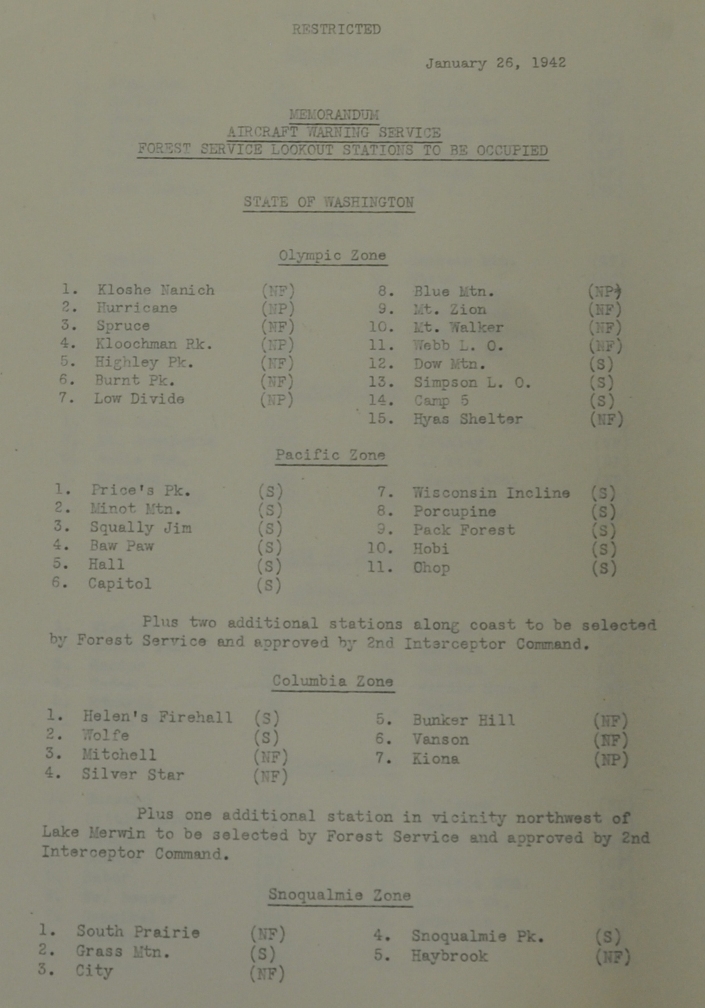 RESTRICTED
January 26, 1942
MEMORANDUM
AIRCRAFT WARNING SERVICE
FOREST SERVICE LOOKOUT STATIONS TO BE OCCUPIED
STATE OF WASHINGTON
Olympic Zone
1. Kloshe Nanich (NF) 8. Blue Mtn. (NP)
2. Hurricane (NP) 9. Mt. Zion (NF)
3. Spruce (NF) 10. Mt. Walker (NF)
4. Kloochman Rk. (NP) 11. Webb L. O. (NF)
5. Highley Pk. (NF) 12. Dow Mtn. (S)
6. Burnt Pk. (NF) 13. Simpson L. O. (S)
7. Low Divide (NP) 14. Camp 5 (S)
15. Hyas Shelter (NF)
Pacific Zone
1. Price's Pk. (S) 7. Wisconsin Incline (S)
2. Minot Mtn. (S) 8. Porcupine (S)
3. Squally Jim (S) 9. Pack Forest (S)
4. Baw Paw (S) 10. Hobi (S)
5. Hall (S) 11. Ohop (S)
6. Capitol (S)
Plus two additional stations along coast to be selected
by Forest Service and approved by 2nd Interceptor Command.
Columbia Zone
1. Helen's Firehall (S) 5. Bunker Hill (NF)
2. Wolfe (S) 6. Vanson (NF)
3. Mitchell (NF) 7. Kiona (NP)
4. Silver Star (NF)
Plus one additional station in vicinity northwest of
Lake Merwin to be selected by Forest Service and approved by 2nd
Interceptor Command.
Snoqualmie Zone
1. South Prairie (NF) 4. Snoqualmie Pk. (S)
2. Grass Mtn. (S) 5. Haybrook (NF)
3. City (NF)